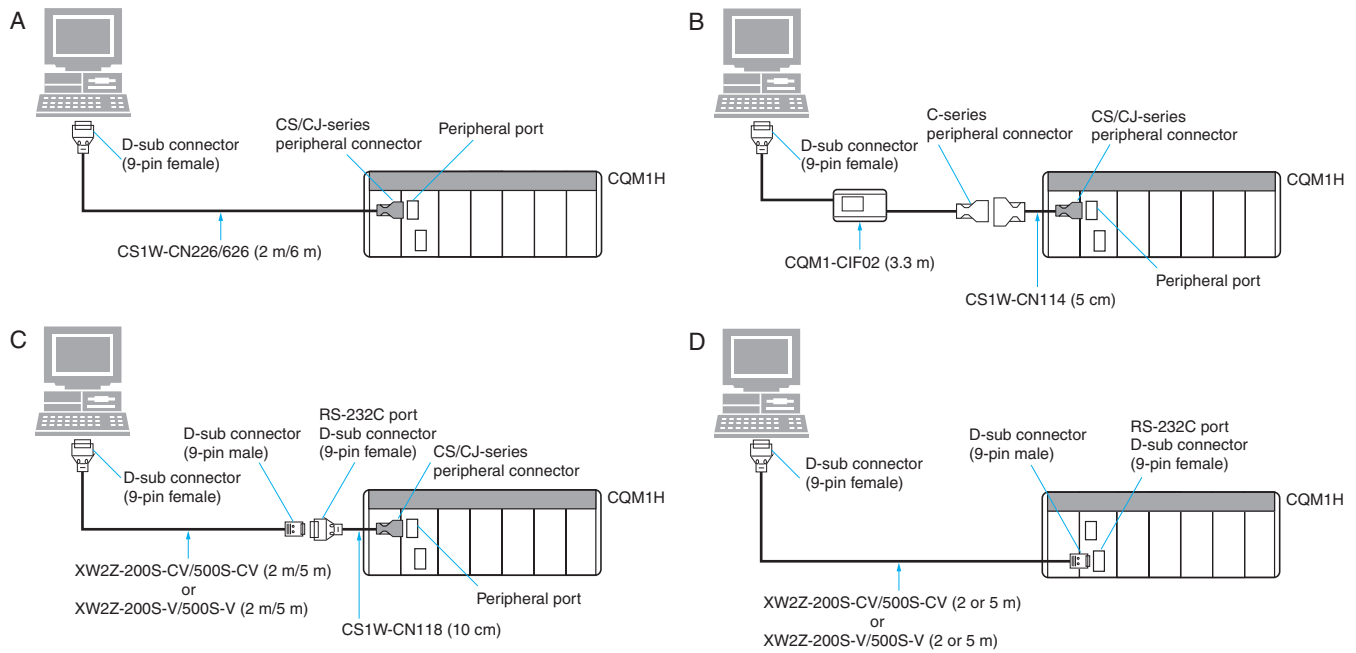 A
D-sub connector
(9-pin female)
CS/CJ-series
peripheral connector
Peripheral port
CQM1H
CS1W-CN226/626 (2 m/6 m)
B
D-sub connector
(9-pin female)
C-series
peripheral connector
CS/CJ-series
peripheral connector
CQM1H
CQM1-CIF02 (3.3 m)
Peripheral port
CS1W-CN114 (5 cm)
C
D-sub connector
(9-pin female)
D-sub connector
(9-pin male)
RS-232C port
D-sub connector
(9-pin female)
CS/CJ-series
peripheral connector
CQM1H
XW2Z-200S-CV/500S-CV (2 m/5 m)
or
XW2Z-200S-V/500S-V (2 m/5 m)
Peripheral port
CS1W-CN118 (10 cm)
D
D-sub connector
(9-pin female)
D-sub connector
(9-pin male)
RS-232C port
D-sub connector
(9-pin female)
CQM1H
XW2Z-200S-CV/500S-CV (2 or 5 m)
or
XW2Z-200S-V/500S-V (2 or 5 m)